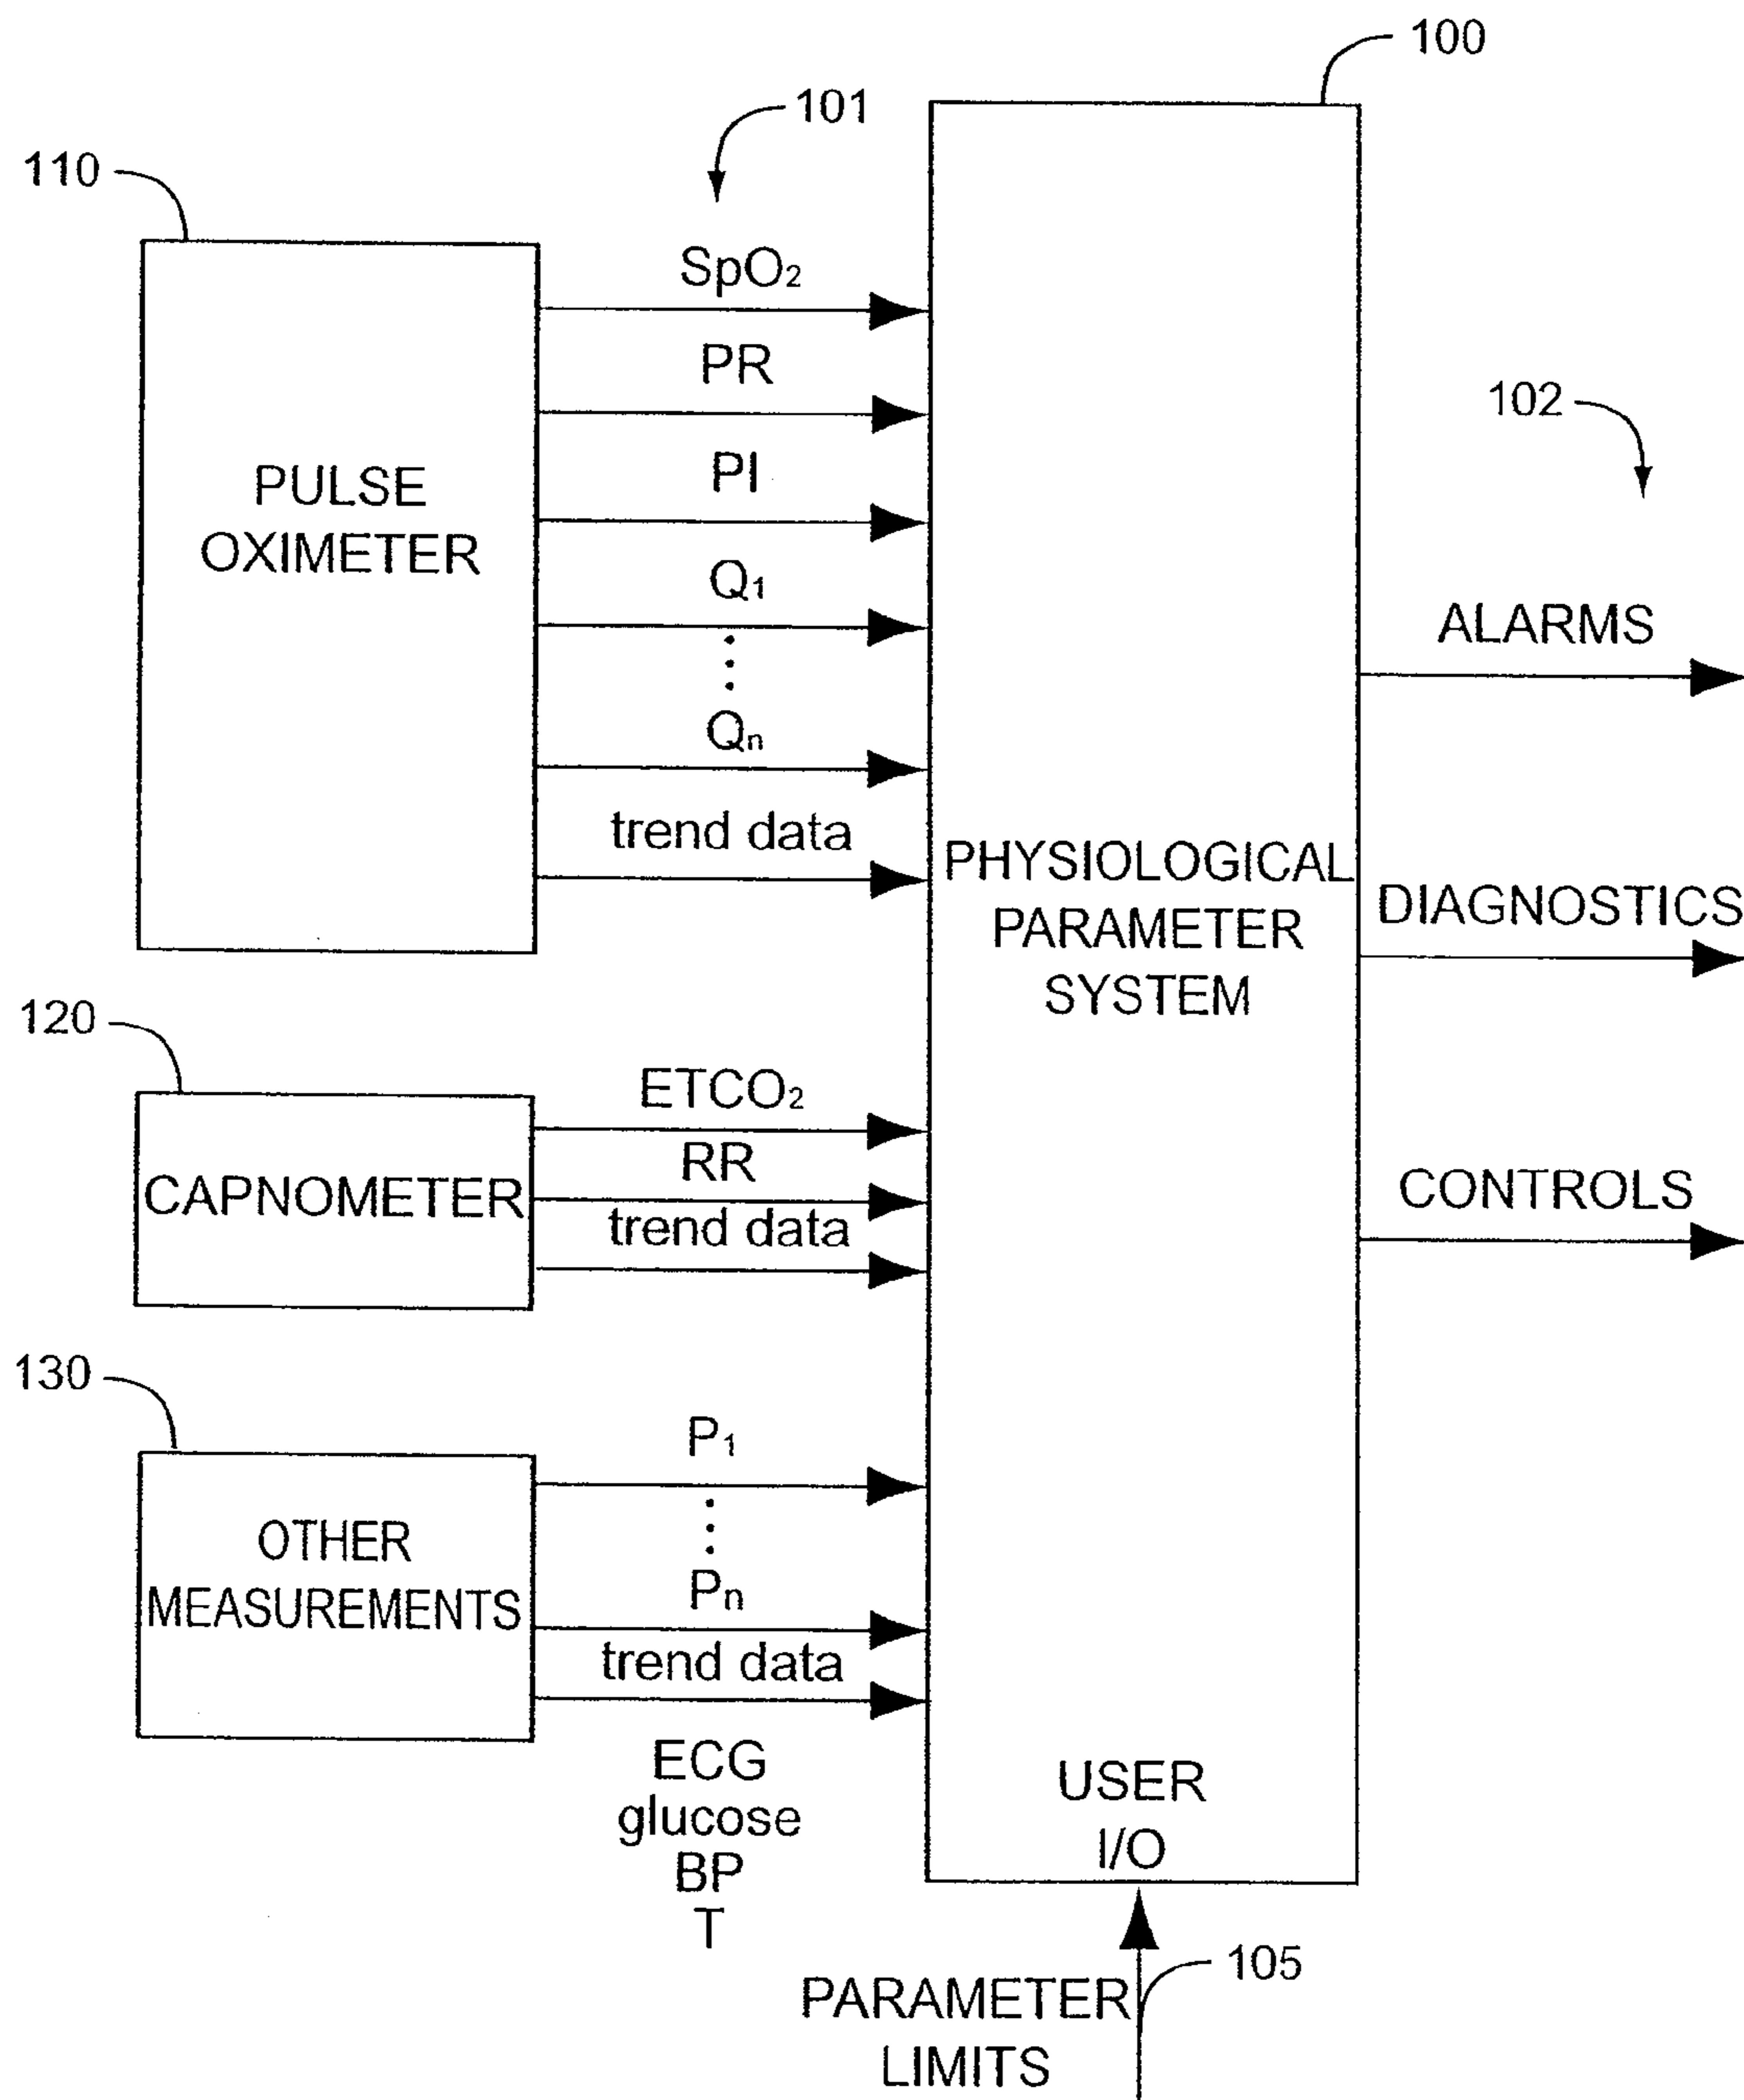 100
101
110
SpO₂
PR
102
PI
PULSE
OXIMETER
Q₁
ALARMS
Qₙ
trend data
PHYSIOLOGICAL
PARAMETER
SYSTEM
DIAGNOSTICS
120
ETCO₂
RR
CAPNOMETER
CONTROLS
trend data
130
P₁
OTHER
MEASUREMENTS
Pₙ
trend data
ECG
glucose
BP
T
USER
I/O
105
PARAMETER
LIMITS